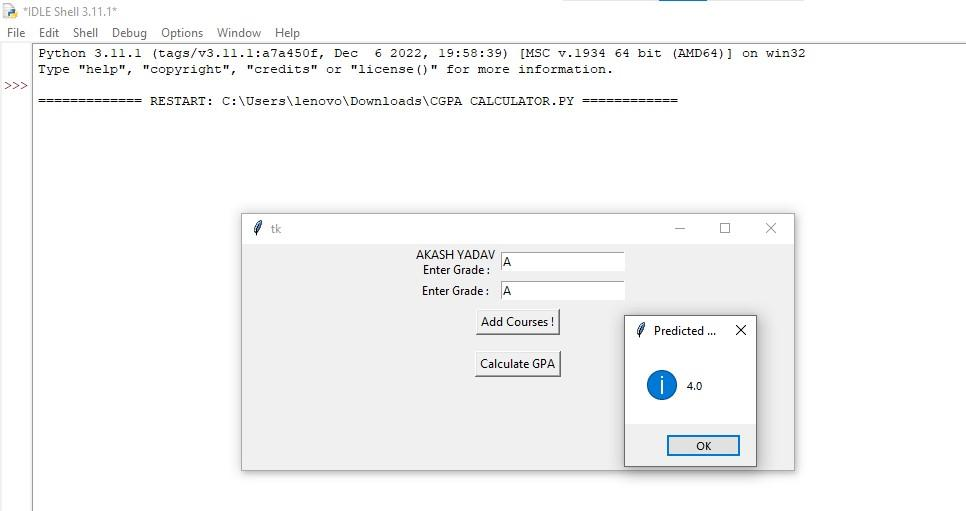 *IDLE Shell 3.11.1*
File Edit Shell Debug Options Window Help
Python 3.11.1 (tags/v3.11.1:a7a450f, Dec  6 2022, 19:58:39) [MSC v.1934 64 bit (AMD64)] on win32
Type "help", "copyright", "credits" or "license()" for more information.
>>>
============= RESTART: C:\Users\lenovo\Downloads\CGPA CALCULATOR.PY ============
tk
AKASH YADAV
Enter Grade : A
Enter Grade : A
Add Courses !
Calculate GPA
Predicted ...
i
4.0
OK